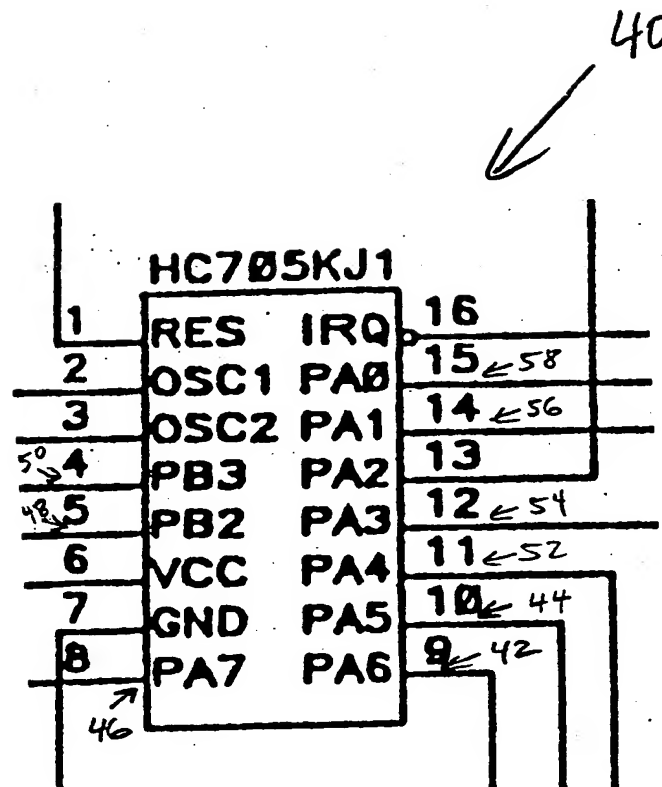 40
HC705KJ1
1 RES IRQ 16
2 OSC1 PA0 15 58
3 OSC2 PA1 14 56
50 4 PB3 PA2 13
48 5 PB2 PA3 12 54
6 VCC PA4 11 52
7 GND PA5 10 44
8 PA7 PA6 9 42
46